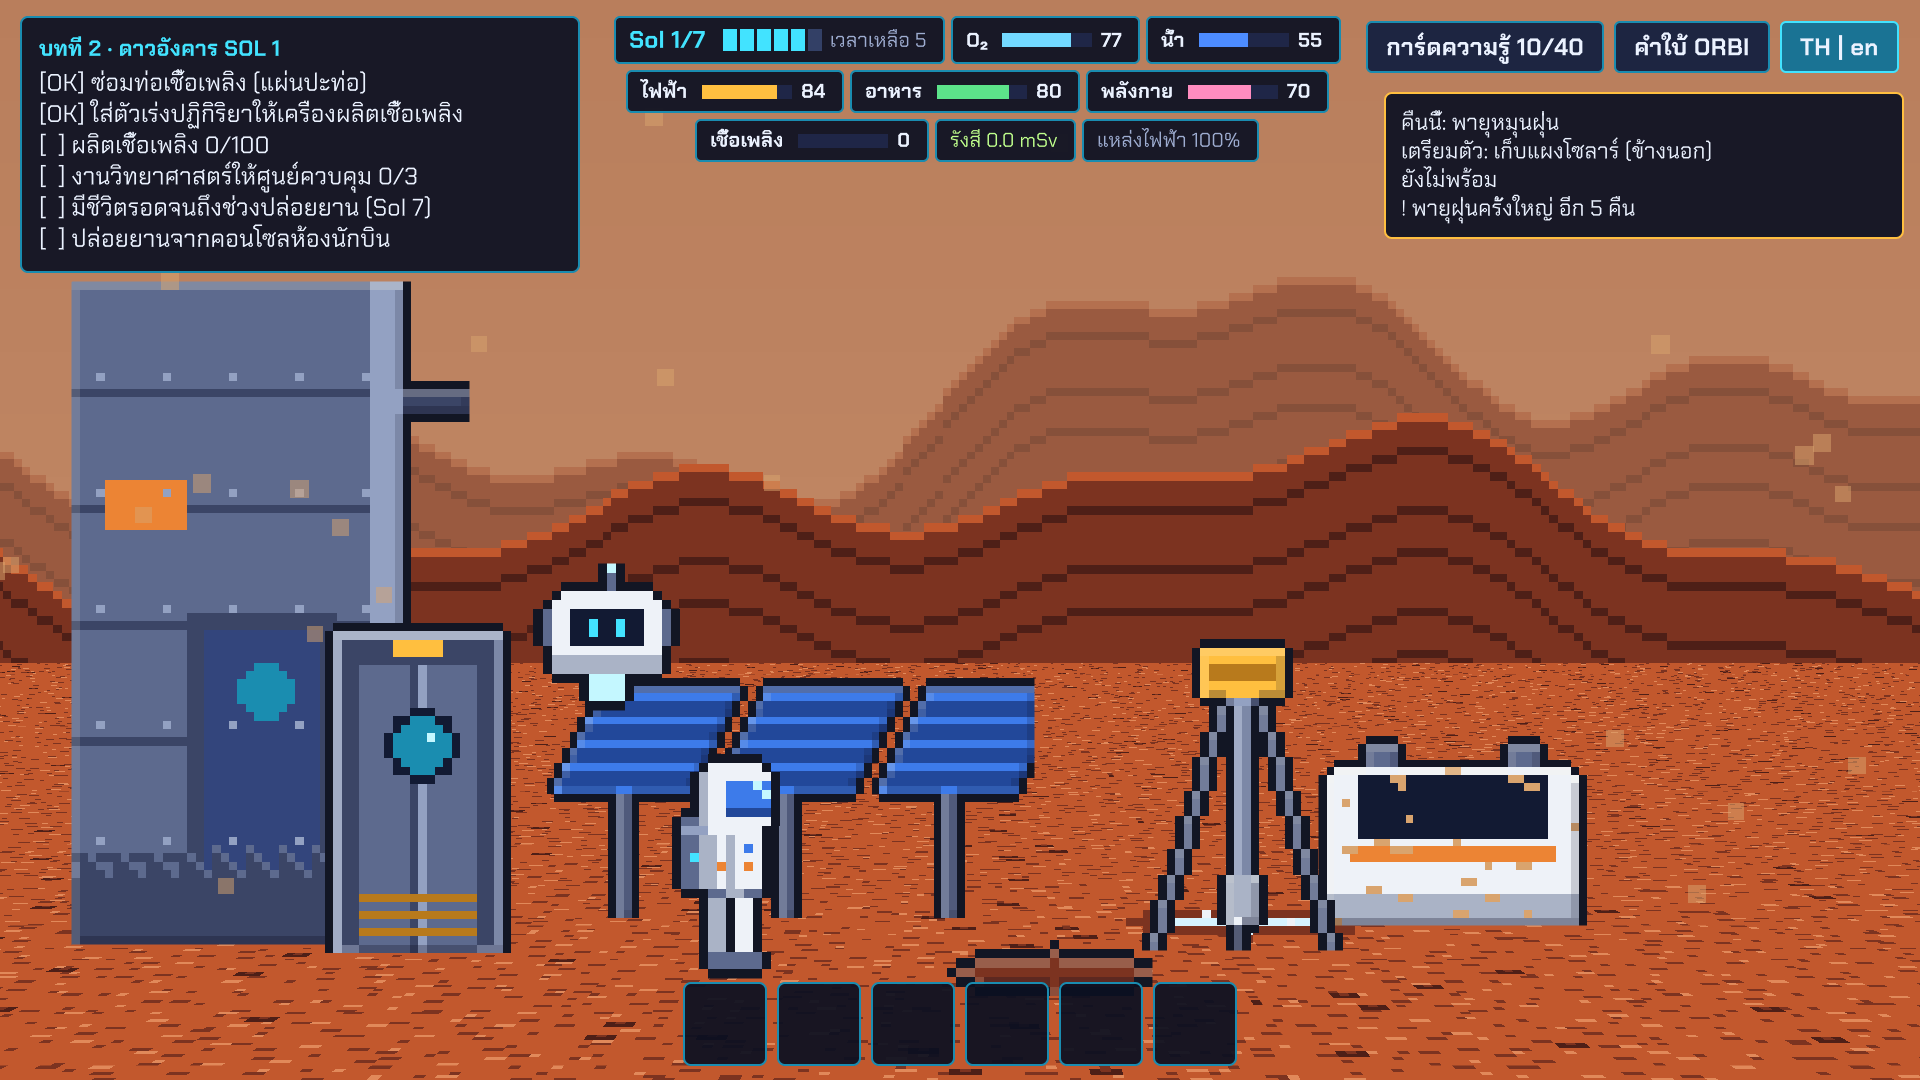 บทที่ 2 · ดาวอังคาร SOL 1
[OK] ซ่อมท่อเชื้อเพลิง (แผ่นปะท่อ)
[OK] ใส่ตัวเร่งปฏิกิริยาให้เครื่องผลิตเชื้อเพลิง
[ ] ผลิตเชื้อเพลิง 0/100
[ ] งานวิทยาศาสตร์ให้ศูนย์ควบคุม 0/3
[ ] มีชีวิตรอดจนถึงช่วงปล่อยยาน (Sol 7)
[ ] ปล่อยยานจากคอนโซลห้องนักบิน
Sol 1/7 เวลาเหลือ 5
O₂ 77
น้ำ 55
ไฟฟ้า 84
อาหาร 80
พลังกาย 70
เชื้อเพลิง 0
รังสี 0.0 mSv
แหล่งไฟฟ้า 100%
การ์ดความรู้ 10/40
คำใบ้ ORBI
TH | en
คืนนี้: พายุหมุนฝุ่น
เตรียมตัว: เก็บแผงโซลาร์ (ข้างนอก)
ยังไม่พร้อม
! พายุฝุ่นครั้งใหญ่ อีก 5 คืน